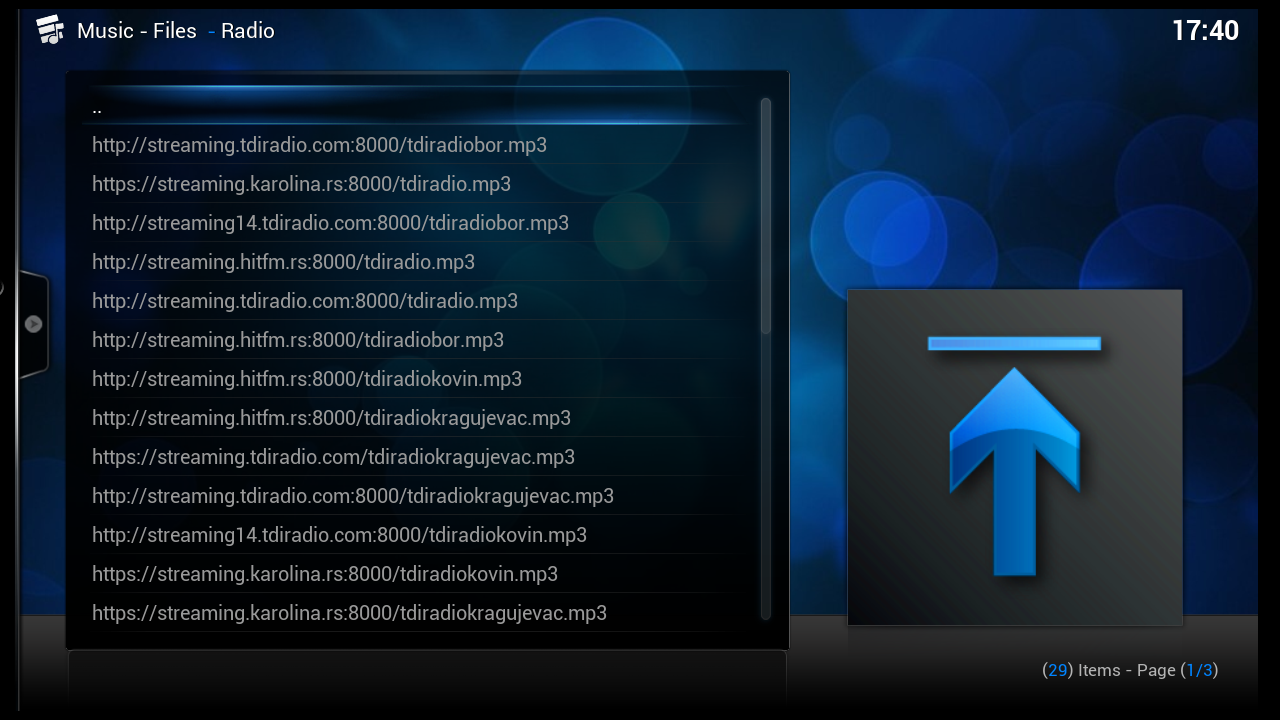 Music - Files - Radio
17:40
..
http://streaming.tdiradio.com:8000/tdiradiobor.mp3
https://streaming.karolina.rs:8000/tdiradio.mp3
http://streaming14.tdiradio.com:8000/tdiradiobor.mp3
http://streaming.hitfm.rs:8000/tdiradio.mp3
http://streaming.tdiradio.com:8000/tdiradio.mp3
http://streaming.hitfm.rs:8000/tdiradiobor.mp3
http://streaming.hitfm.rs:8000/tdiradiokovin.mp3
http://streaming.hitfm.rs:8000/tdiradiokragujevac.mp3
https://streaming.tdiradio.com/tdiradiokragujevac.mp3
http://streaming.tdiradio.com:8000/tdiradiokragujevac.mp3
http://streaming14.tdiradio.com:8000/tdiradiokovin.mp3
https://streaming.karolina.rs:8000/tdiradiokovin.mp3
https://streaming.karolina.rs:8000/tdiradiokragujevac.mp3
(29) Items - Page (1/3)